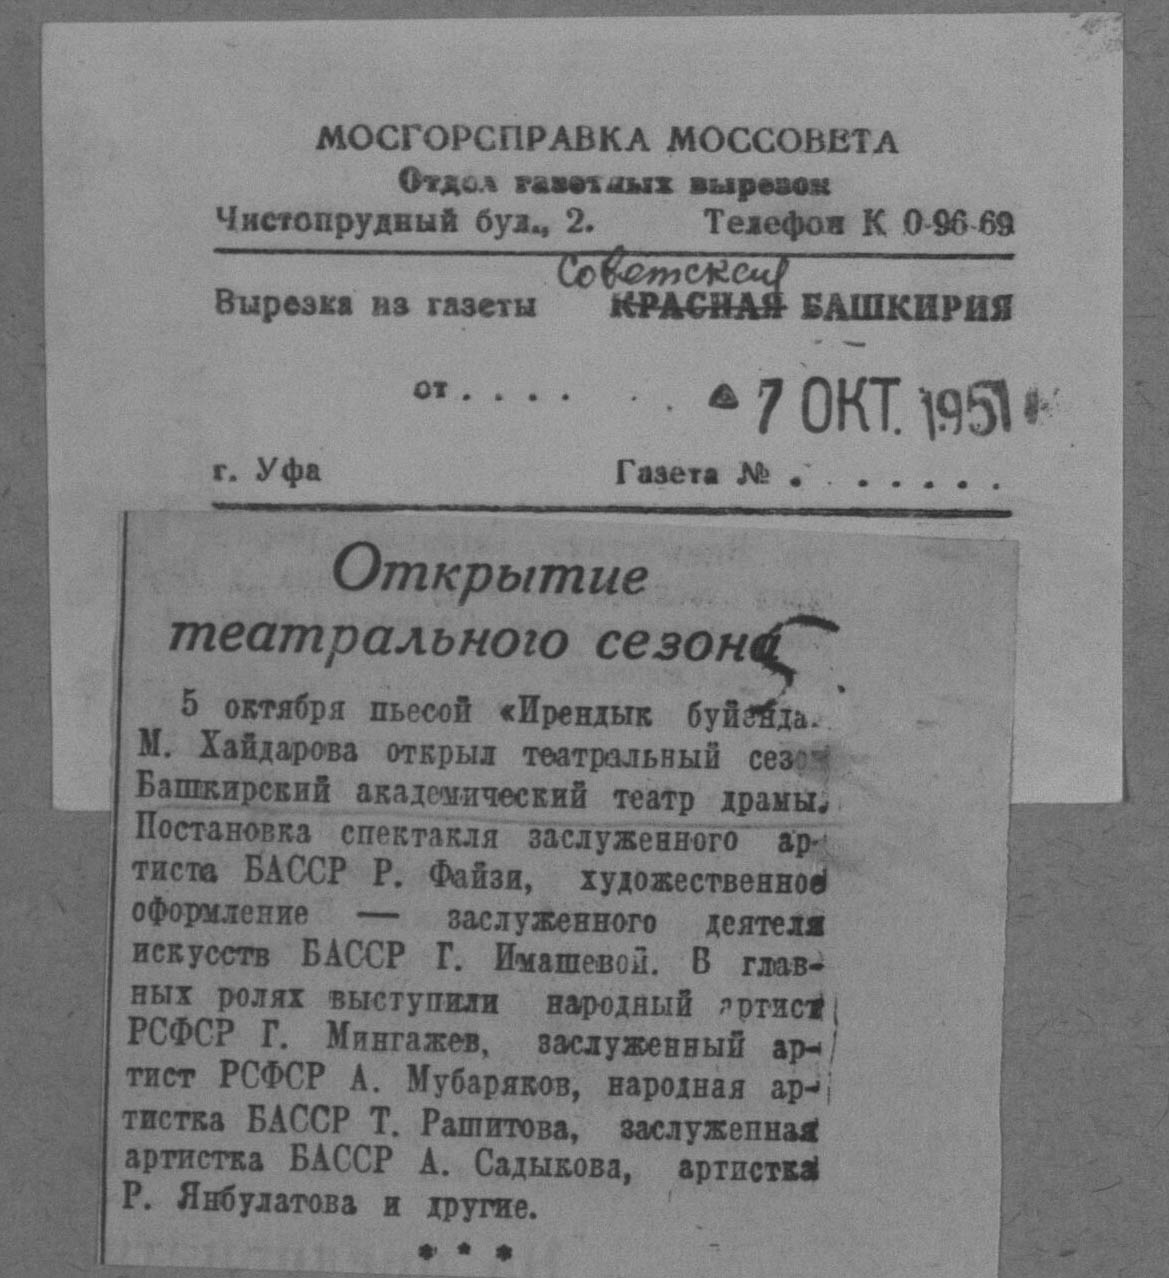 МОСГОРСПРАВКА МОССОВЕТА
Отдел газетных вырезок
Чистопрудный бул., 2. Телефон К 0-96-69
Советская
Вырезка из газеты КРАСНАЯ БАШКИРИЯ
от . . . . . . 7 ОКТ. 1951
г. Уфа Газета № . . . . . . .
Открытие
театрального сезона
5 октября пьесой «Ирендык буйенда
М. Хайдарова открыл театральный сезон
Башкирский академический театр драмы.
Постановка спектакля заслуженного ар-
тиста БАССР Р. Файзи, художественное
оформление — заслуженного деятеля
искусств БАССР Г. Имашевой. В глав-
ных ролях выступили народный артист
РСФСР Г. Мингажев, заслуженный ар-
тист РСФСР А. Мубаряков, народная ар-
тистка БАССР Т. Рашитова, заслуженная
артистка БАССР А. Садыкова, артистка
Р. Янбулатова и другие.
* * *